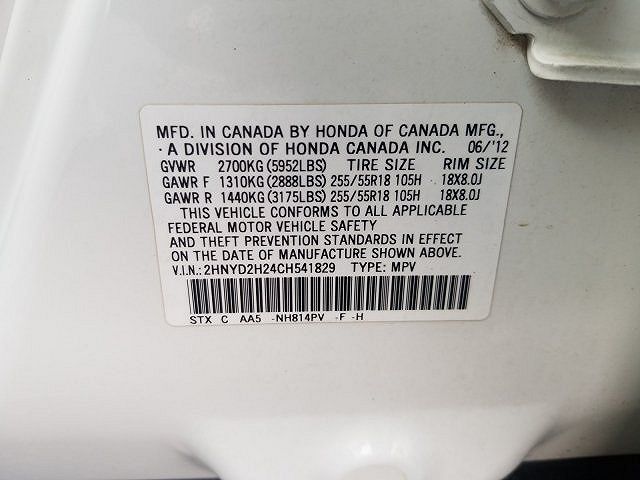 MFD. IN CANADA BY HONDA OF CANADA MFG.,
· A DIVISION OF HONDA CANADA INC. 06/'12
GVWR 2700KG (5952LBS) TIRE SIZE RIM SIZE
GAWR F 1310KG (2888LBS) 255/55R18 105H 18X8.0J
GAWR R 1440KG (3175LBS) 255/55R18 105H 18X8.0J
THIS VEHICLE CONFORMS TO ALL APPLICABLE
FEDERAL MOTOR VEHICLE SAFETY
AND THEFT PREVENTION STANDARDS IN EFFECT
ON THE DATE OF MANUFACTURE SHOWN ABOVE.
V.I.N.: 2HNYD2H24CH541829 TYPE: MPV
STX C AA5 -NH814PV -F -H